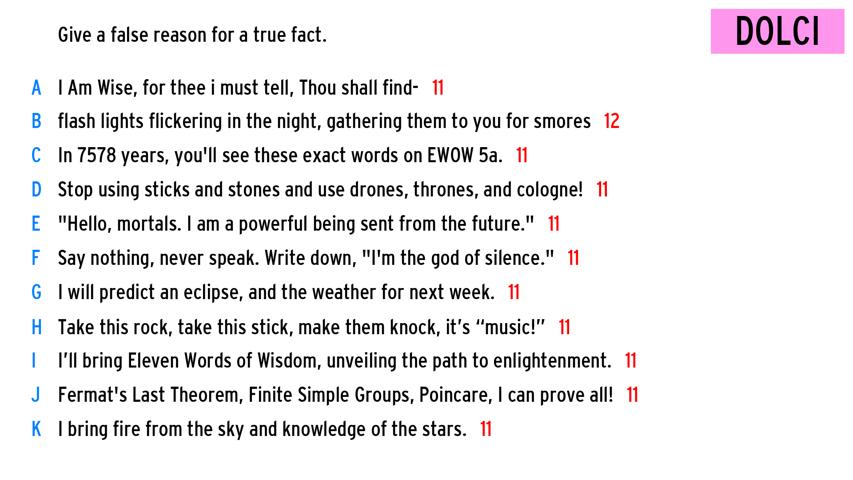 Give a false reason for a true fact.
DOLCI
A I Am Wise, for thee i must tell, Thou shall find- 11
B flash lights flickering in the night, gathering them to you for smores 12
C In 7578 years, you'll see these exact words on EWOW 5a. 11
D Stop using sticks and stones and use drones, thrones, and cologne! 11
E "Hello, mortals. I am a powerful being sent from the future." 11
F Say nothing, never speak. Write down, "I'm the god of silence." 11
G I will predict an eclipse, and the weather for next week. 11
H Take this rock, take this stick, make them knock, it’s “music!” 11
I I’ll bring Eleven Words of Wisdom, unveiling the path to enlightenment. 11
J Fermat's Last Theorem, Finite Simple Groups, Poincare, I can prove all! 11
K I bring fire from the sky and knowledge of the stars. 11